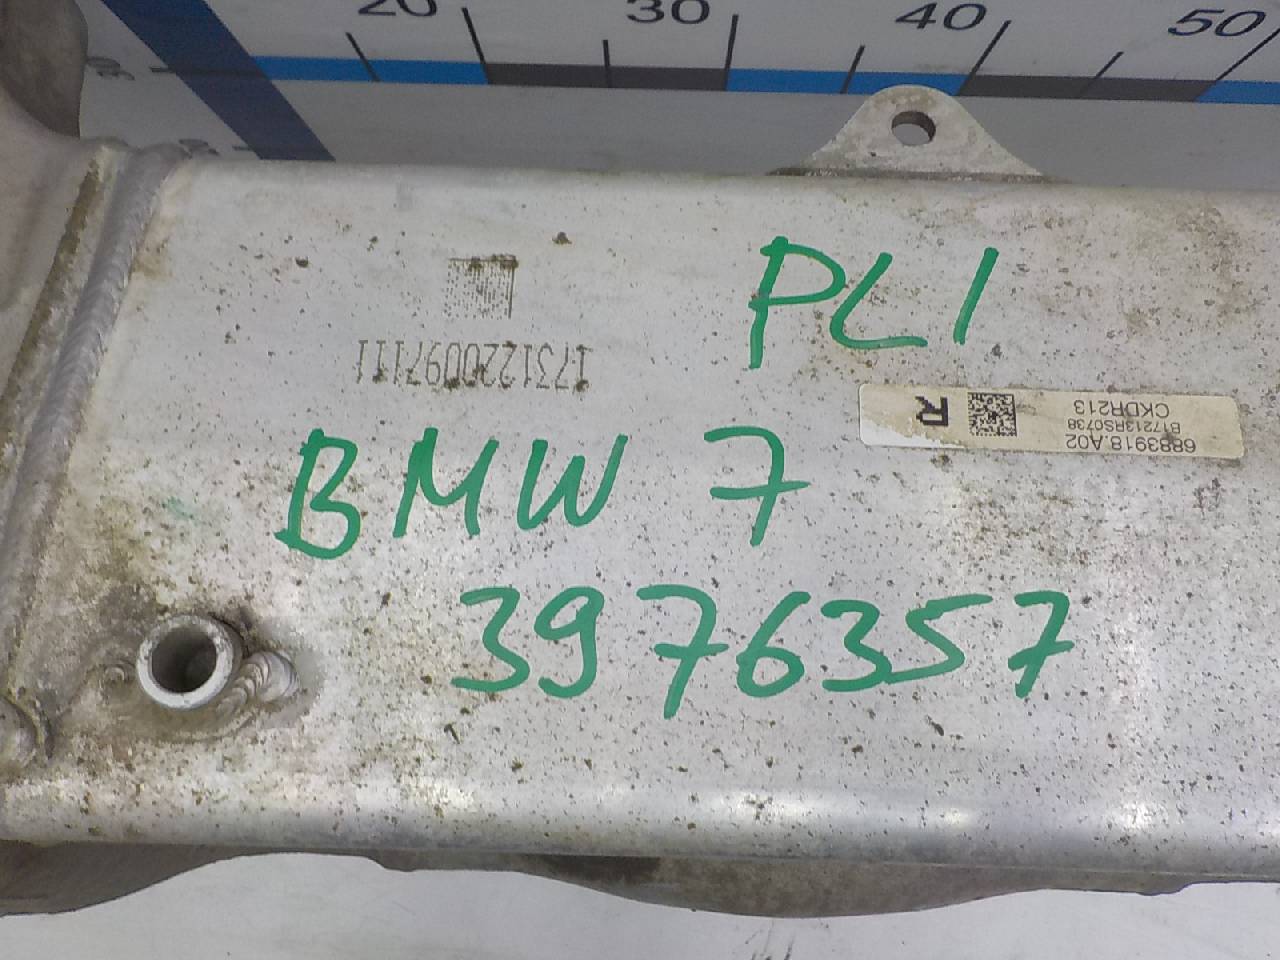 20 30 40 50
PL1
1731220097111
R
6883918.A02
B17213RS0738
CKDR213
BMW 7
3976357